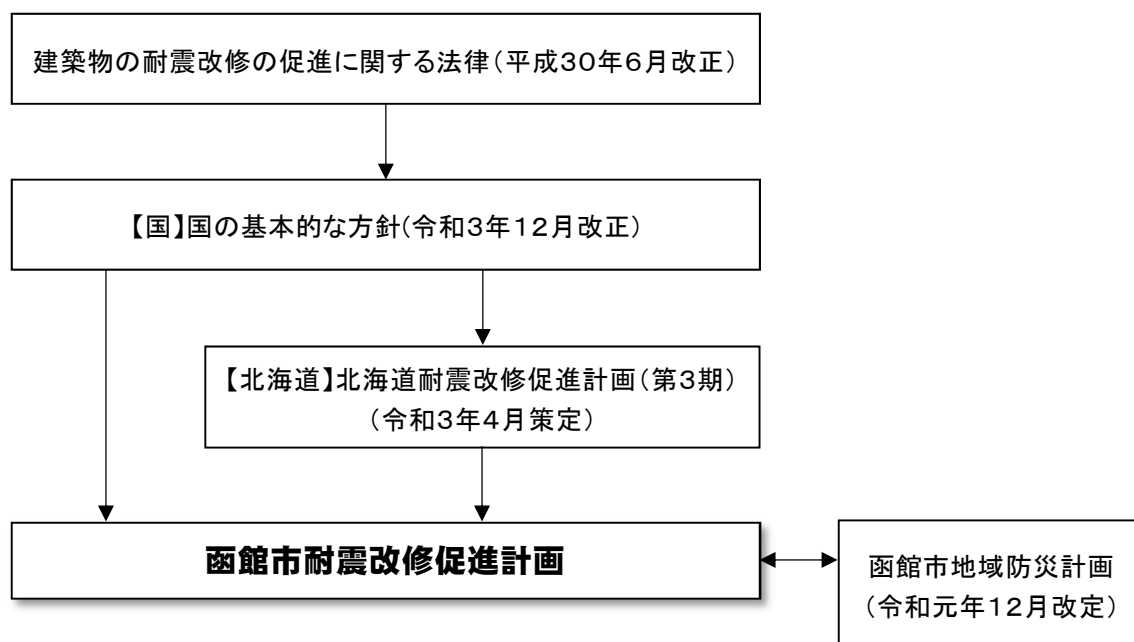 建築物の耐震改修の促進に関する法律（平成３０年６月改正）
【国】国の基本的な方針(令和３年１２月改正）
【北海道】北海道耐震改修促進計画（第３期）
（令和３年４月策定）
函館市耐震改修促進計画
函館市地域防災計画
（令和元年１２月改定）